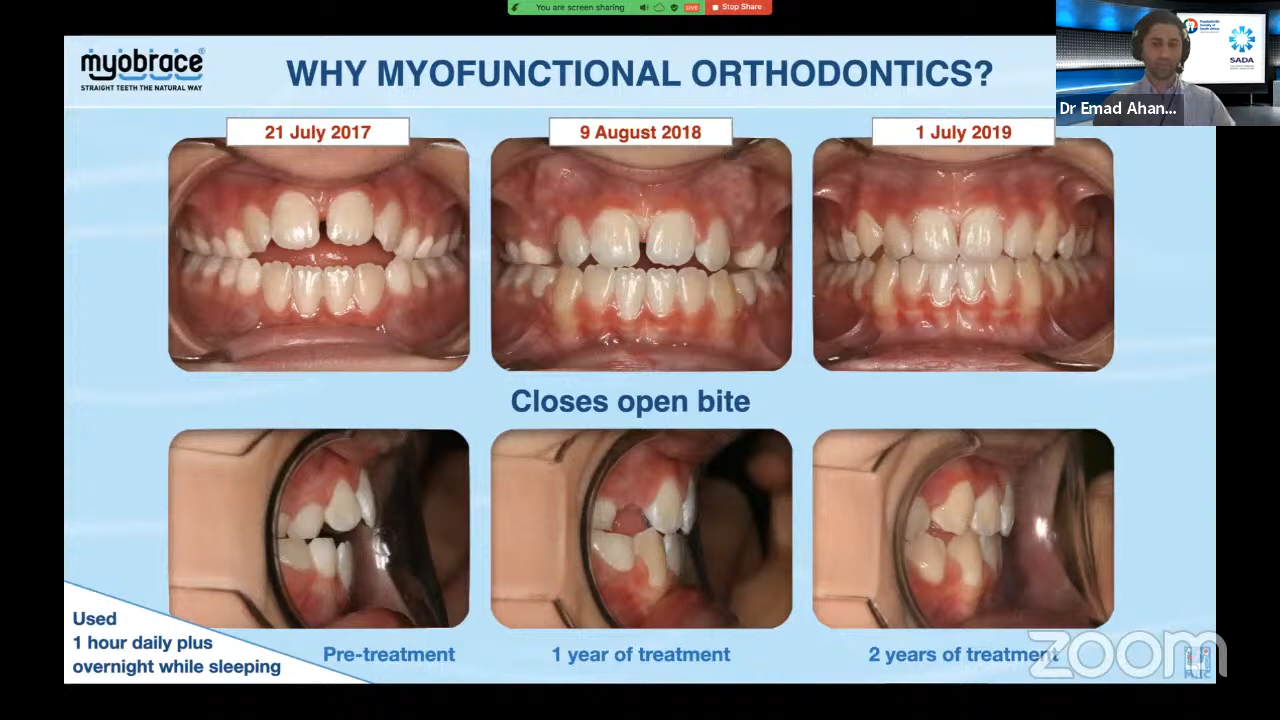 You are screen sharing
LIVE
Stop Share
myobrace
STRAIGHT TEETH THE NATURAL WAY
WHY MYOFUNCTIONAL ORTHODONTICS?
SADA
Dr Emad Ahan...
21 July 2017
9 August 2018
1 July 2019
Closes open bite
Used
1 hour daily plus
overnight while sleeping
Pre-treatment
1 year of treatment
2 years of treatment
zoom